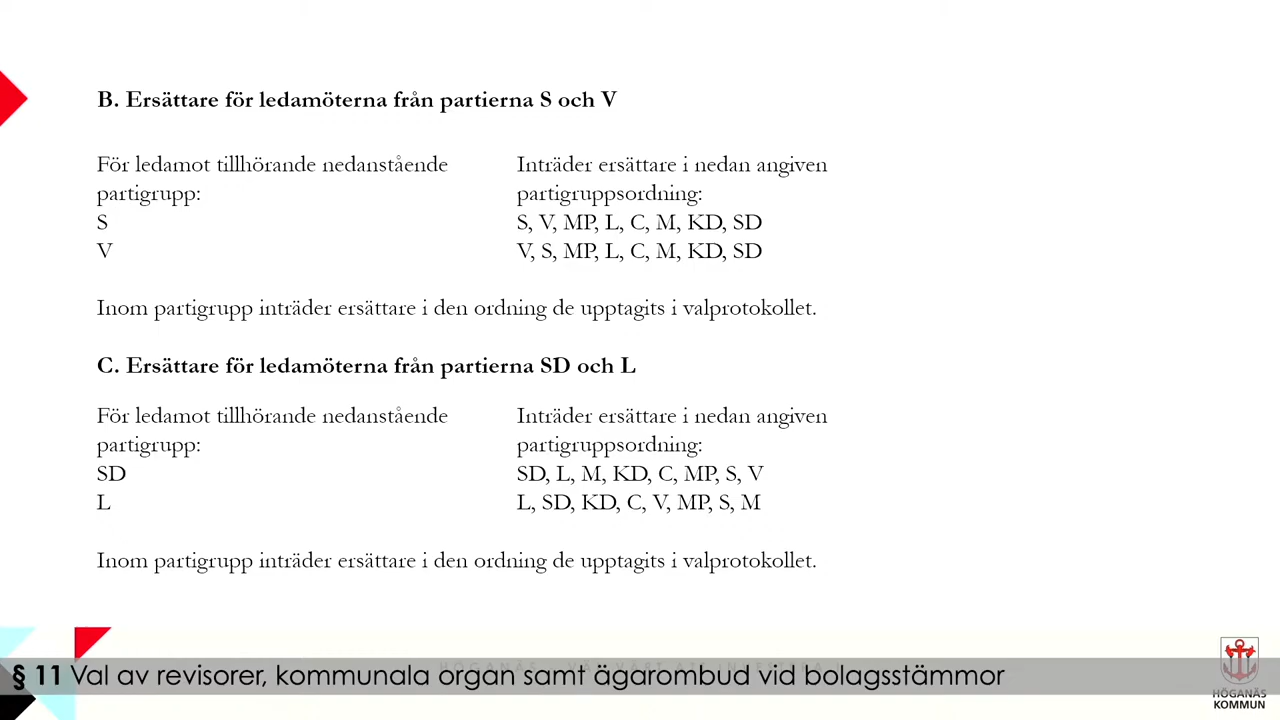 B. Ersättare för ledamöterna från partierna S och V
För ledamot tillhörande nedanstående
partigrupp:
S
V
Inträder ersättare i nedan angiven
partigruppsordning:
S, V, MP, L, C, M, KD, SD
V, S, MP, L, C, M, KD, SD
Inom partigrupp inträder ersättare i den ordning de upptagits i valprotokollet.
C. Ersättare för ledamöterna från partierna SD och L
För ledamot tillhörande nedanstående
partigrupp:
SD
L
Inträder ersättare i nedan angiven
partigruppsordning:
SD, L, M, KD, C, MP, S, V
L, SD, KD, C, V, MP, S, M
Inom partigrupp inträder ersättare i den ordning de upptagits i valprotokollet.
§ 11 Val av revisorer, kommunala organ samt ägarombud vid bolagsstämmor
HÖGANÄS
KOMMUN